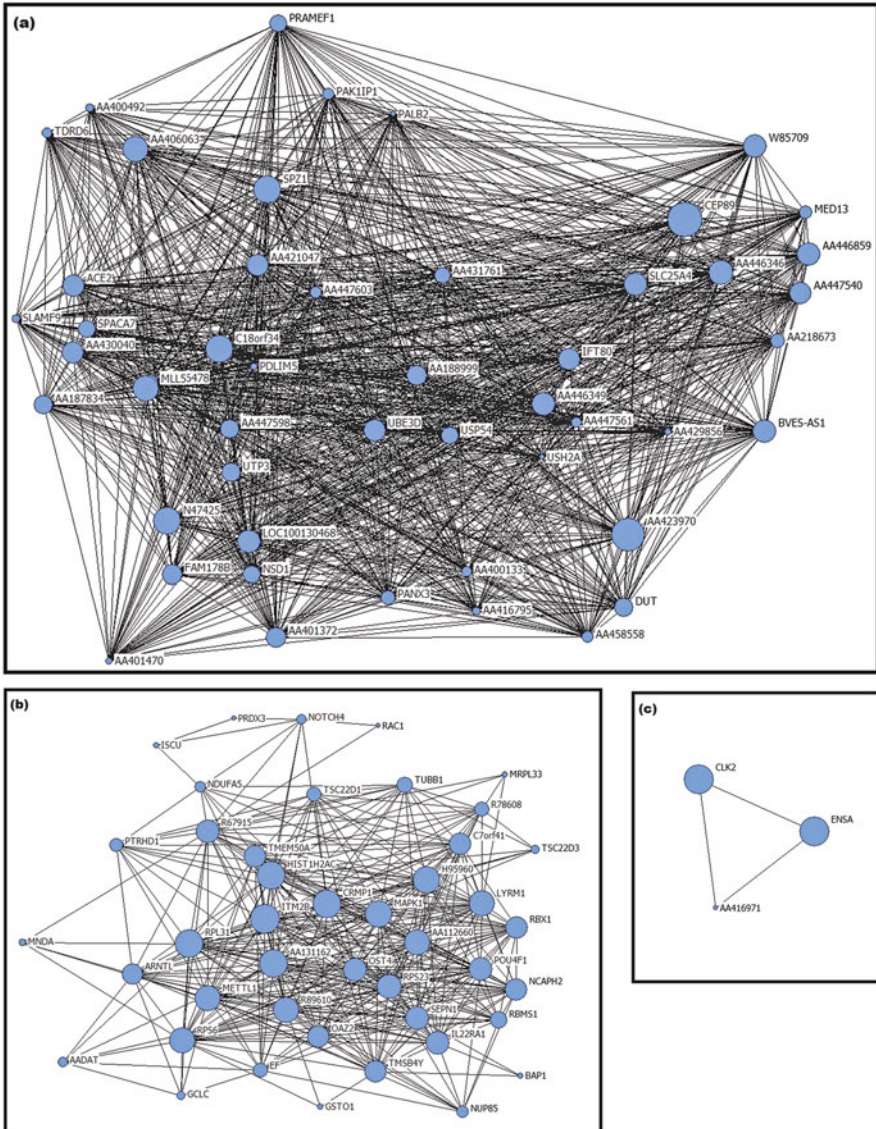 (a)
PRAMEF1
PAK1IP1
AA400492
PALB2
TDRD6
AA406063
W85709
SPZ1
CEP89
MED13
AA421047
AA431761
AA446859
AA446346
ACE2
SLC25A4
AA447603
AA447540
SLAMF9
SPACA7
C18orf34
AA218673
AA430040
IFT80
PDLIM5
AA188999
MLLS5478
AA187834
AA446349
AA447598
UBE3D
USP54
AA447561
AA429856
BVES-AS1
USH2A
UTP3
N47425
AA423970
LOC100130468
FAM178B
NSD1
AA400133
PANX3
DUT
AA416795
AA401372
AA458558
AA401470
(b)
PRDX3
NOTCH4
RAC1
ISCU
NDUFA5
TUBB1
MRPL33
TSC22D1
R78608
R67915
PTRHD1
C7orf41
TMEM50A
TSC22D3
HIST1H2AC
H95960
CRMP1
LYRM1
MAPK1
ITM2B
RBX1
RPL31
AA112660
MNDA
AA131162
OST4
POU4F1
ARNTL
RPS23
NCAPH2
METTL1
R89610
SEPN1
RBMS1
OAZ2
RPS6
IL22RA1
AADAT
EF
TMSB4Y
BAP1
GCLC
GSTO1
NUP85
(c)
CLK2
ENSA
AA416971